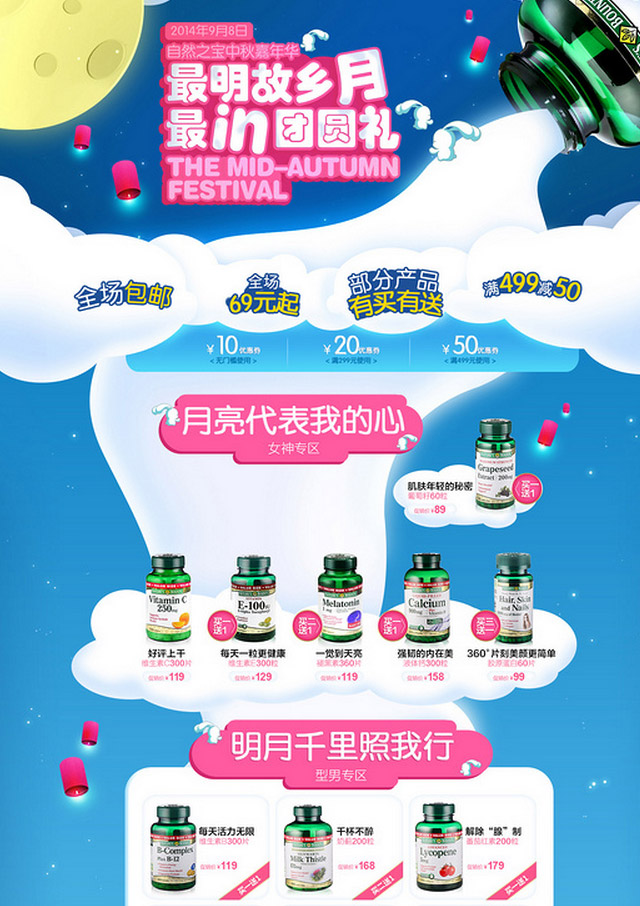 BOUN
2014年9月8日
自然之宝中秋嘉年华
最明故乡月
最in团圆礼
THE MID-AUTUMN
FESTIVAL
全场包邮
全场
69元起
部分产品
有买有送
满499减50
¥10优惠券
<无门槛使用>
¥20优惠券
<满299元使用>
¥50优惠券
<满499元使用>
月亮代表我的心
女神专区
Grapeseed
Extract 200mg
肌肤年轻的秘密
葡萄籽60粒
促销价¥89
买一
送1
Vitamin C
250mg
E-100IU
买一
送1
Melatonin
买二
送1
Calcium
买一
送1
Hair, Skin
and Nails
买三
送1
好评上千
维生素C300片
促销价¥119
每天一粒更健康
维生素E300粒
促销价¥129
一觉到天亮
褪黑素360片
促销价¥119
强韧的内在美
液体钙300粒
促销价¥158
360°片刻美颜更简单
胶原蛋白60片
促销价¥99
明月千里照我行
型男专区
B-Complex
Plus B-12
每天活力无限
维生素B300片
促销价¥119
买一送1
Milk Thistle
千杯不醉
奶蓟200粒
促销价¥168
买二送1
Lycopene
解除“腺”制
番茄红素200粒
促销价¥179
买一送1